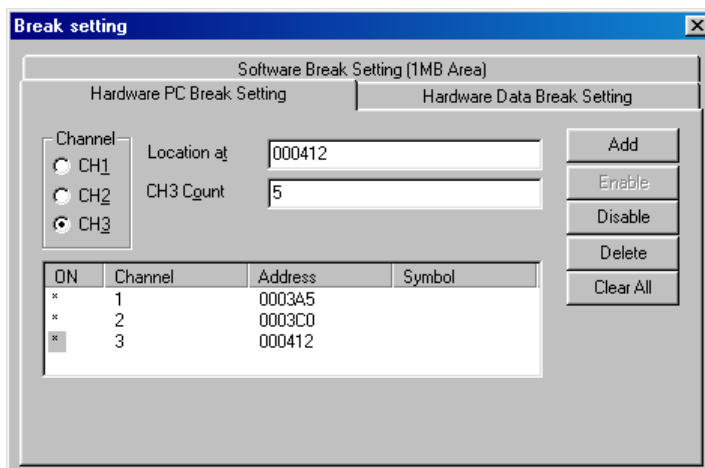 Break setting
Software Break Setting (1MB Area)
Hardware PC Break Setting
Hardware Data Break Setting
Channel
CH1
CH2
CH3
Location at
000412
CH3 Count
5
Add
Enable
Disable
Delete
Clear All
ON Channel Address Symbol
* 1 0003A5
* 2 0003C0
* 3 000412